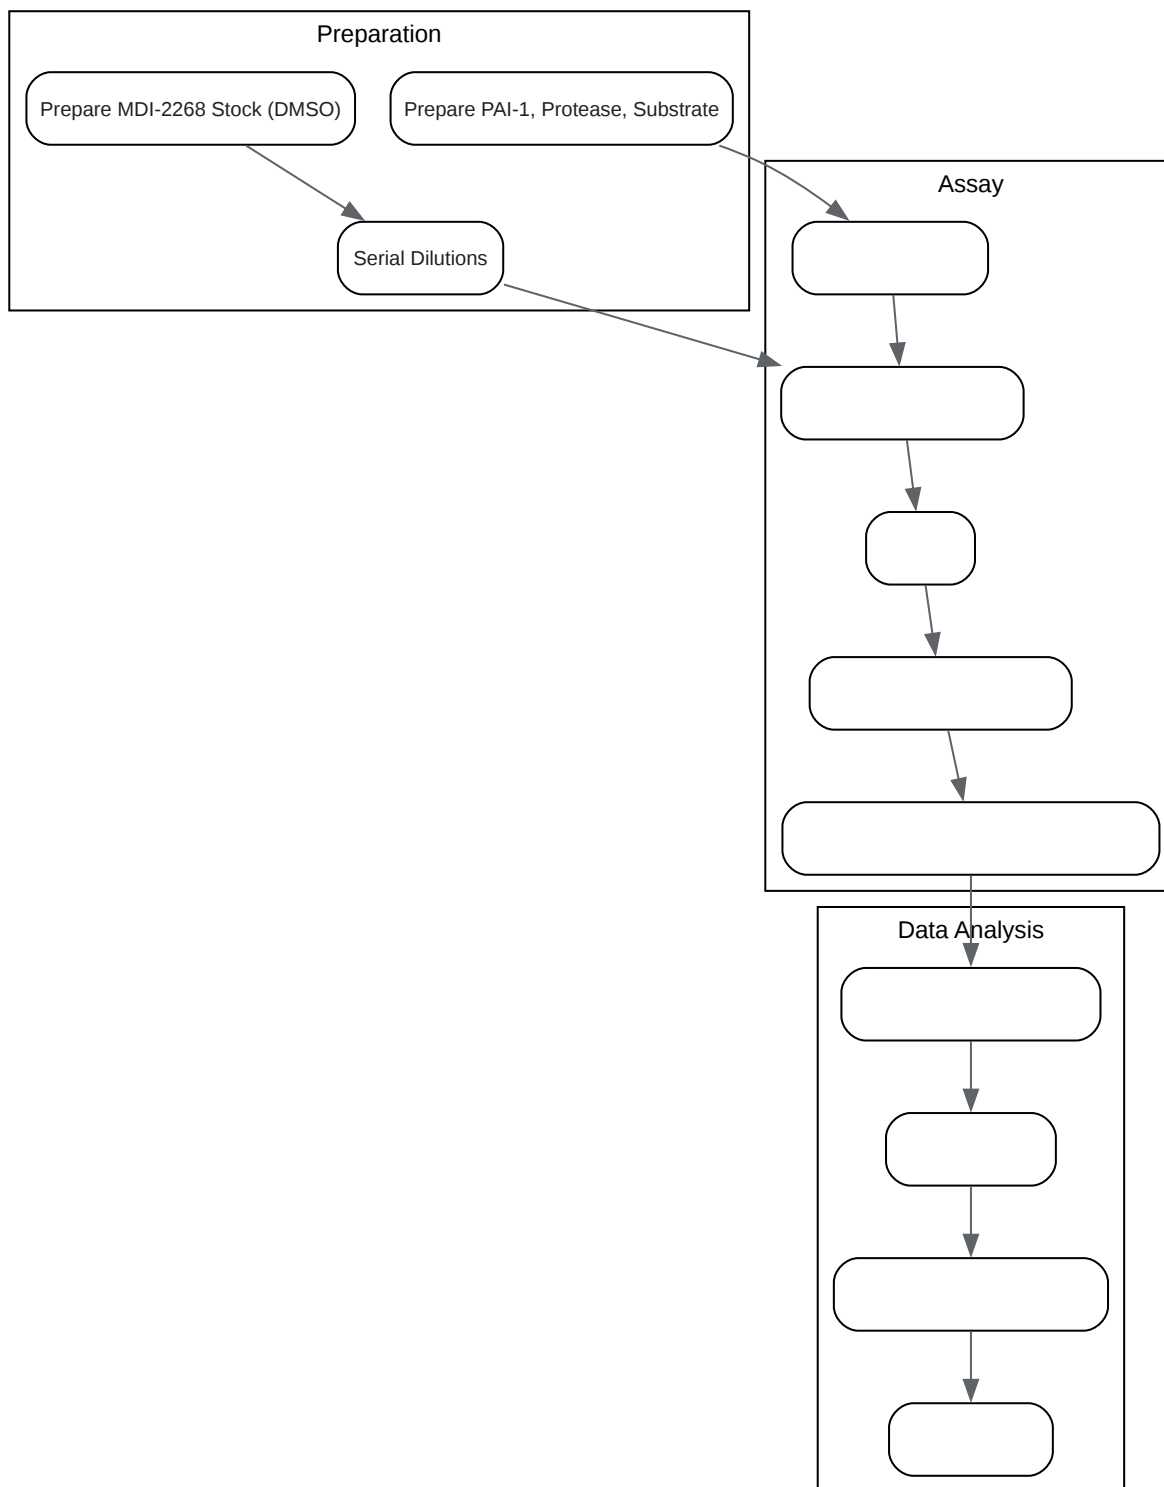 Preparation
Prepare MDI-2268 Stock (DMSO)
Prepare PAI-1, Protease, Substrate
Serial Dilutions
Assay
Data Analysis